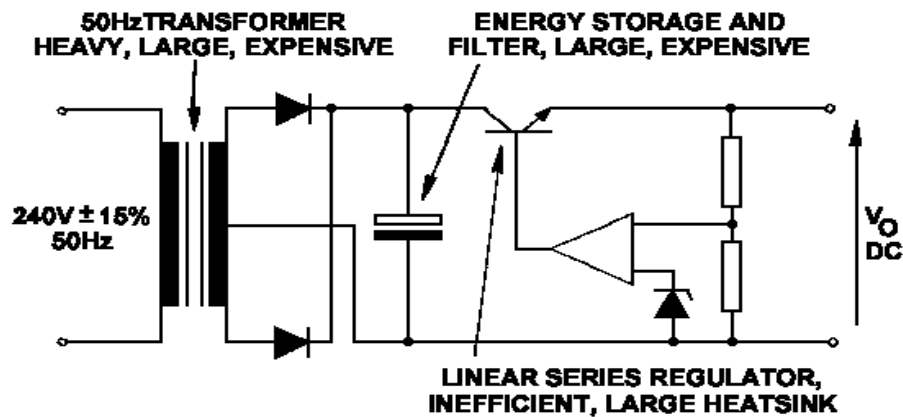 50HzTRANSFORMER
HEAVY, LARGE, EXPENSIVE
ENERGY STORAGE AND
FILTER, LARGE, EXPENSIVE
240V ± 15%
50Hz
VO
DC
LINEAR SERIES REGULATOR,
INEFFICIENT, LARGE HEATSINK